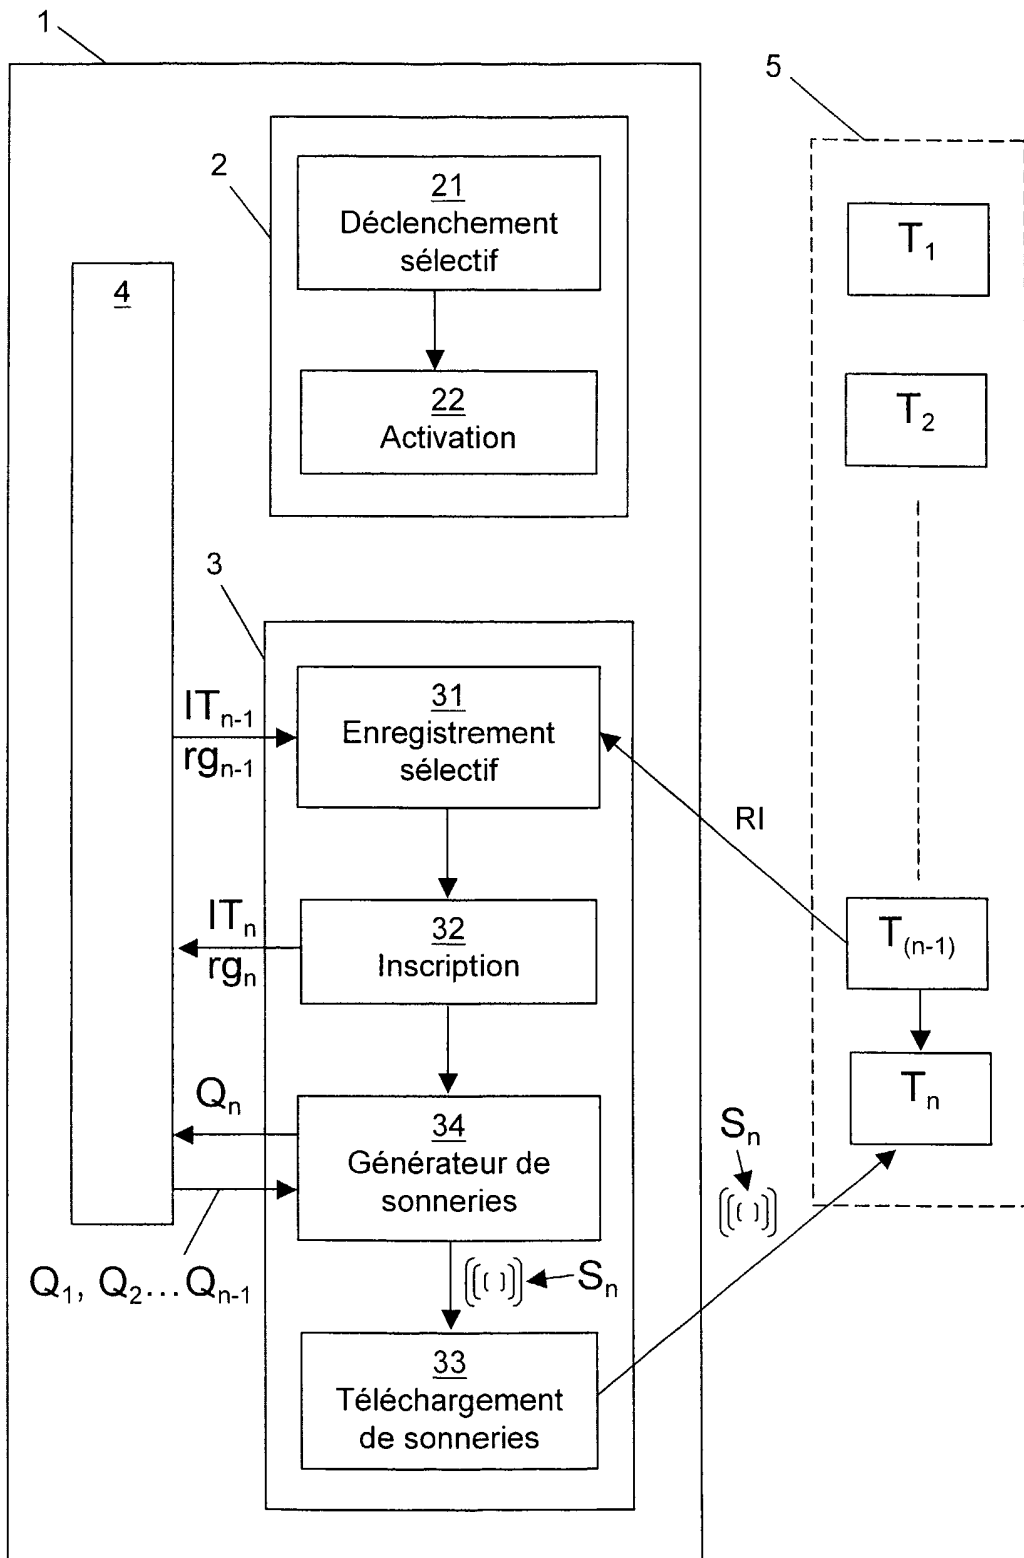 1
5
2
21
Déclenchement
sélectif
T1
4
22
Activation
T2
3
31
Enregistrement
sélectif
ITn-1
rgn-1
RI
32
Inscription
ITn
rgn
T(n-1)
Tn
Qn
34
Générateur de
sonneries
Sn
Q1, Q2...Qn-1
Sn
33
Téléchargement
de sonneries